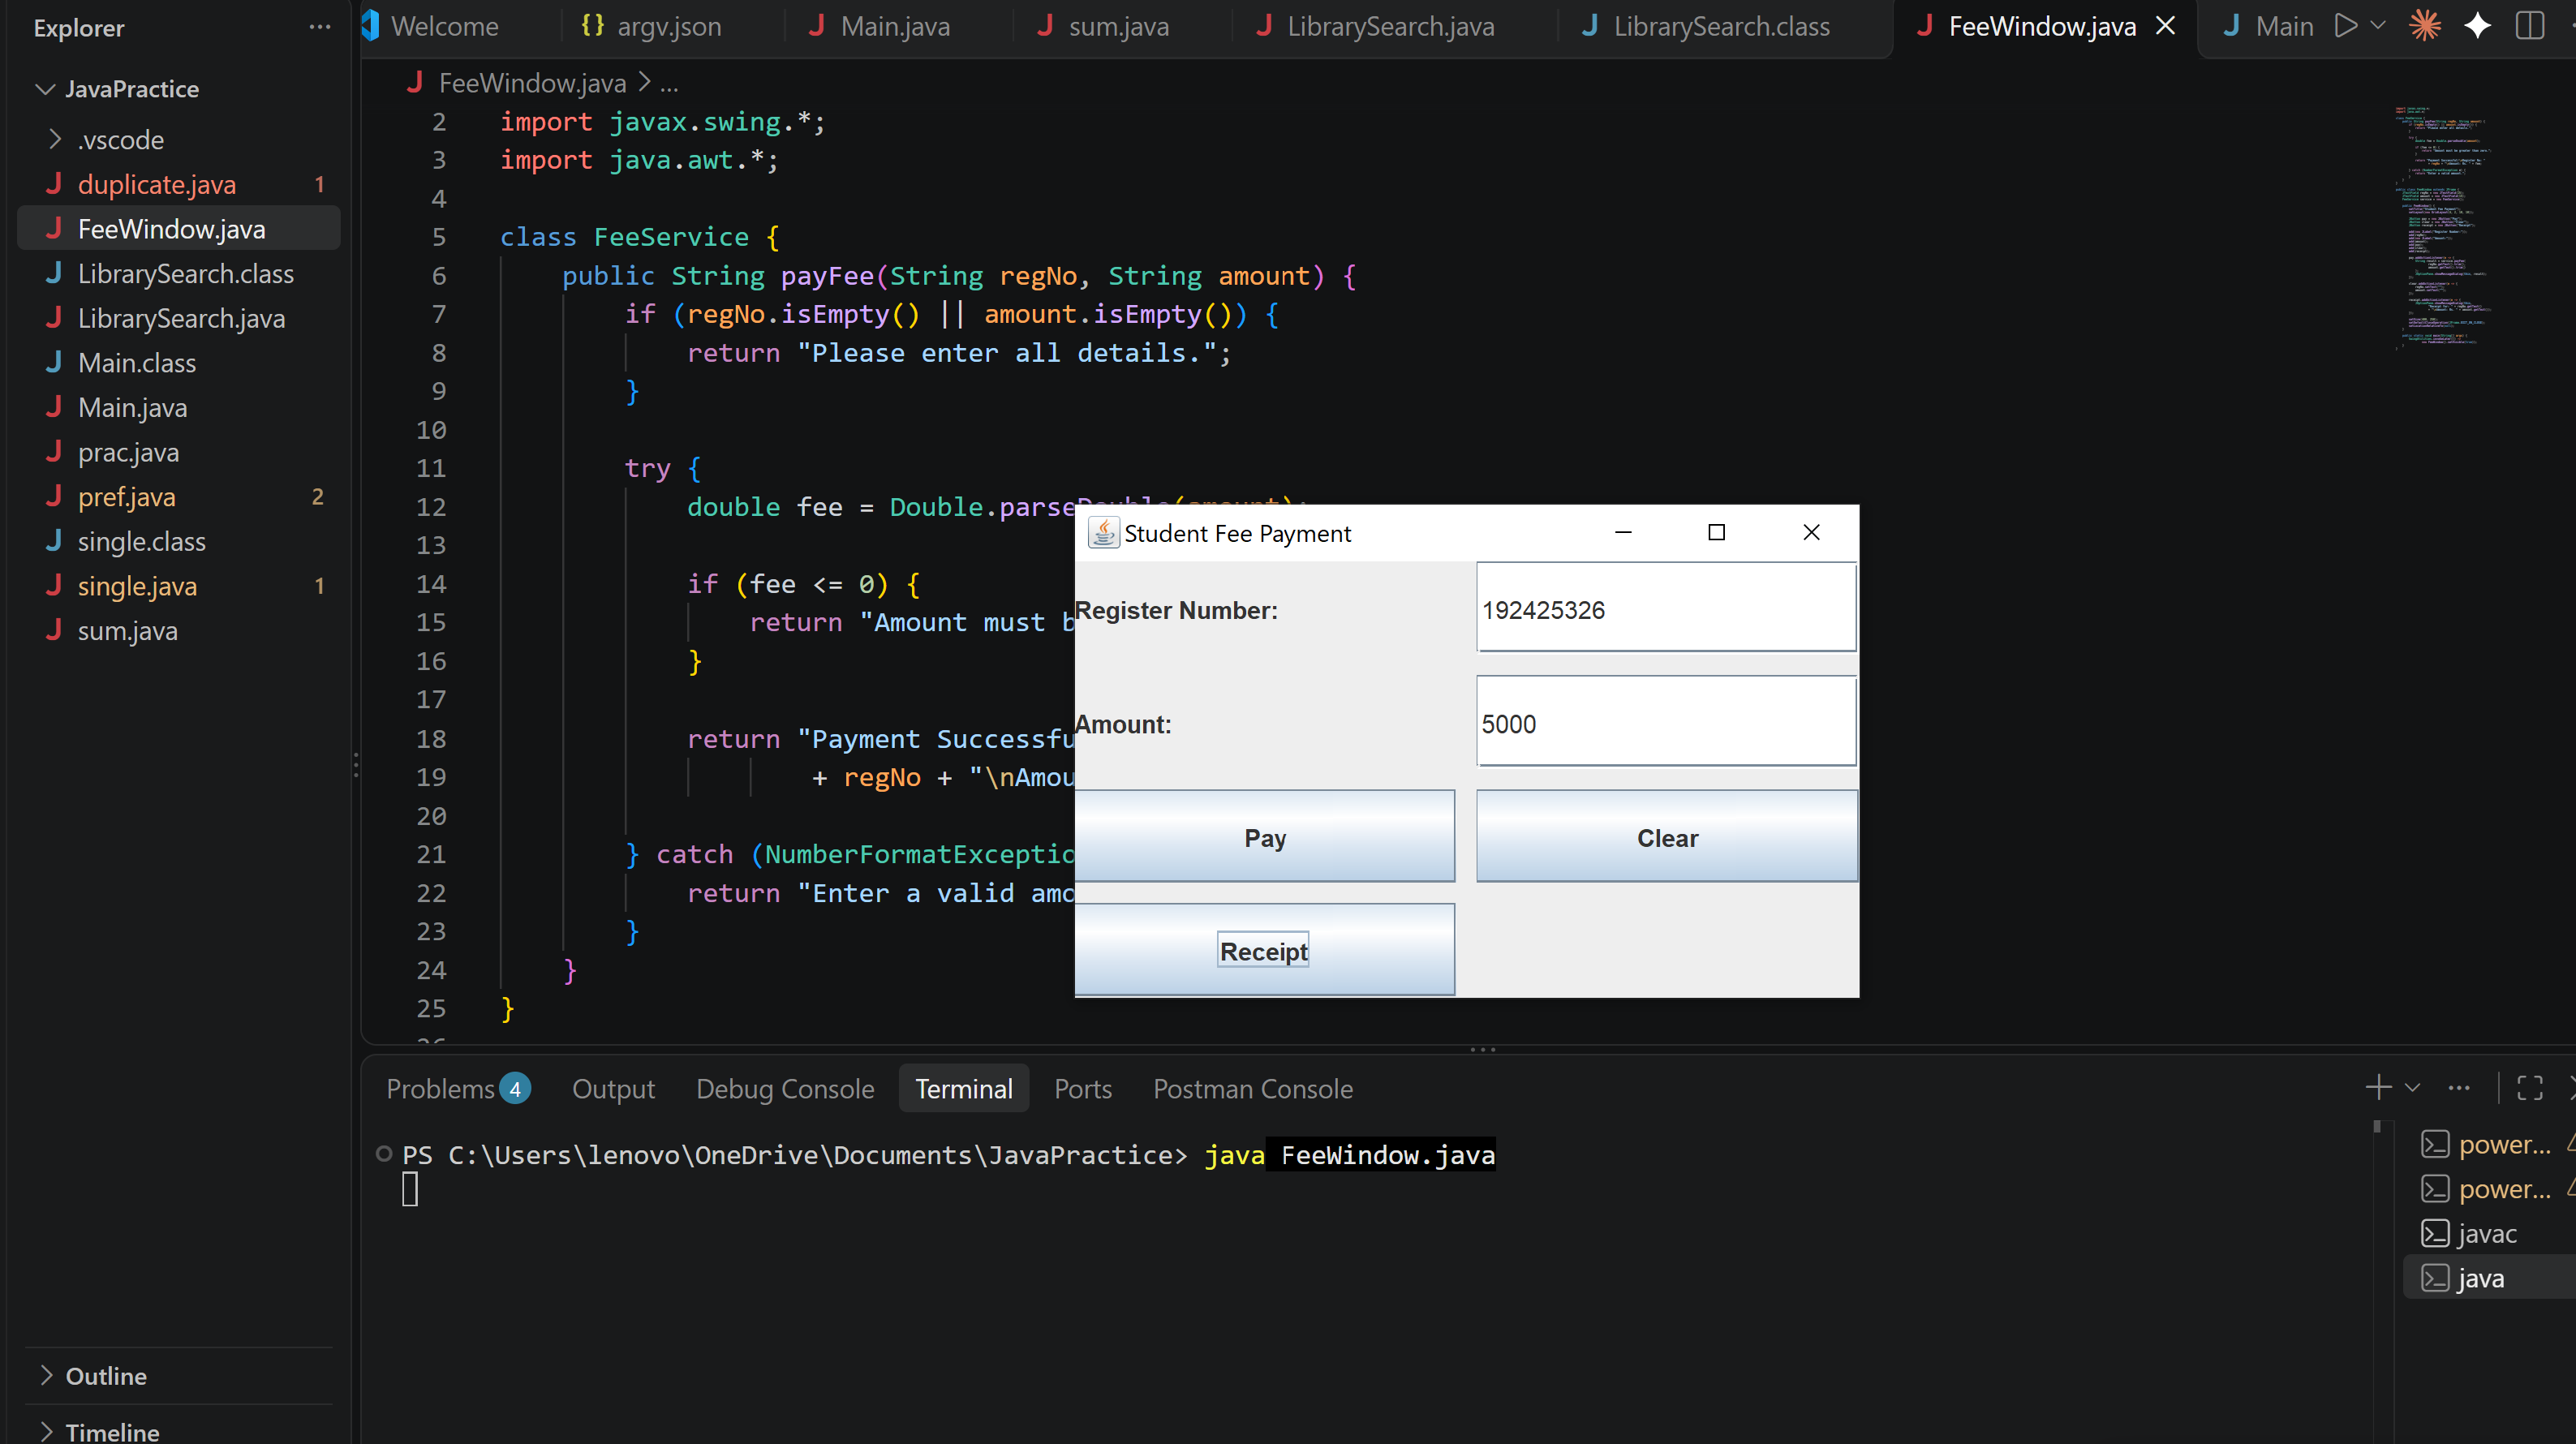 Explorer
Welcome
argv.json
Main.java
sum.java
LibrarySearch.java
LibrarySearch.class
FeeWindow.java
Main
JavaPractice
.vscode
duplicate.java 1
FeeWindow.java
LibrarySearch.class
LibrarySearch.java
Main.class
Main.java
prac.java
pref.java 2
single.class
single.java 1
sum.java
Outline
Timeline
FeeWindow.java > ...
2 import javax.swing.*;
3 import java.awt.*;
4
5 class FeeService {
6 public String payFee(String regNo, String amount) {
7 if (regNo.isEmpty() || amount.isEmpty()) {
8 return "Please enter all details.";
9 }
10
11 try {
12 double fee = Double.parseDouble(amount);
13
14 if (fee <= 0) {
15 return "Amount must b
16 }
17
18 return "Payment Successfu
19 + regNo + "\nAmou
20
21 } catch (NumberFormatExceptio
22 return "Enter a valid amo
23 }
24 }
25 }
Student Fee Payment
Register Number: 192425326
Amount: 5000
Pay Clear
Receipt
Problems 4 Output Debug Console Terminal Ports Postman Console
PS C:\Users\lenovo\OneDrive\Documents\JavaPractice> java FeeWindow.java
power...
power...
javac
java